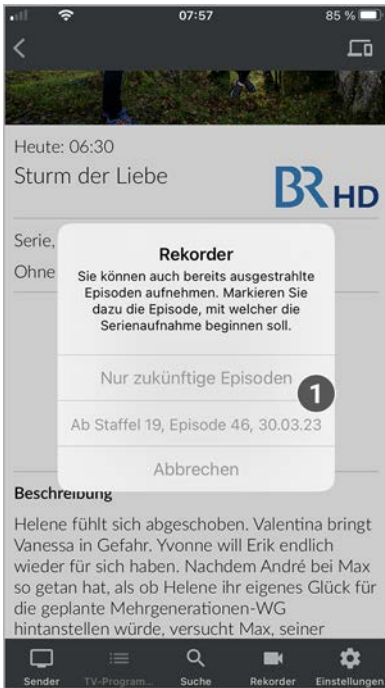 07:57
85 %
Heute: 06:30
Sturm der Liebe
BR HD
Serie,
Ohne
Rekorder
Sie können auch bereits ausgestrahlte
Episoden aufnehmen. Markieren Sie
dazu die Episode, mit welcher die
Serienaufnahme beginnen soll.
Nur zukünftige Episoden
1
Ab Staffel 19, Episode 46, 30.03.23
Abbrechen
Beschreibung
Helene fühlt sich abgeschoben. Valentina bringt
Vanessa in Gefahr. Yvonne will Erik endlich
wieder für sich haben. Nachdem André bei Max
so getan hat, als ob Helene ihr eigenes Glück für
die geplante Mehrgenerationen-WG
hintanstellen würde, versucht Max, seiner
Sender TV-Program... Suche Rekorder Einstellungen